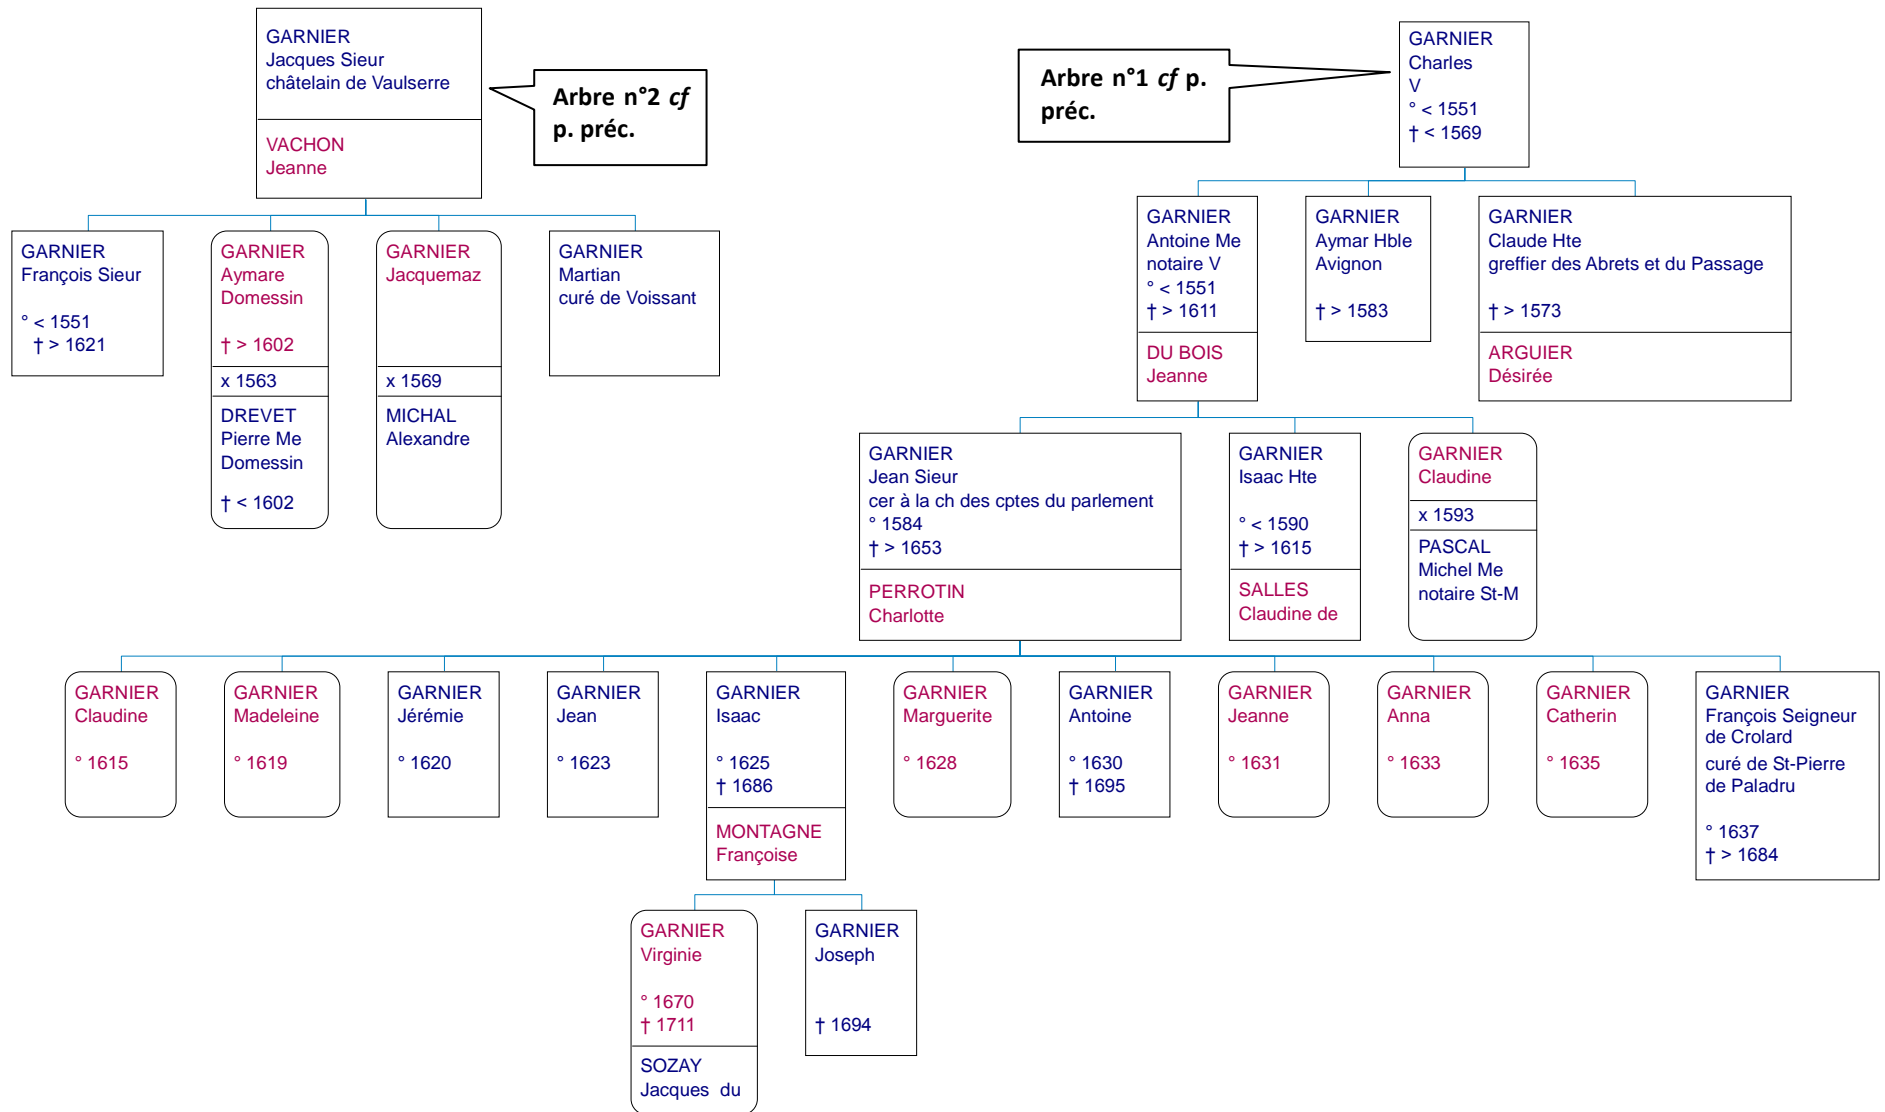 GARNIER
Jacques Sieur
châtelain de Vaulserre
VACHON
Jeanne
Arbre n°2 cf
p. préc.
Arbre n°1 cf p.
préc.
GARNIER
Charles
V
° < 1551
† < 1569
GARNIER
François Sieur
° < 1551
† > 1621
GARNIER
Aymare
Domessin
† > 1602
x 1563
DREVET
Pierre Me
Domessin
† < 1602
GARNIER
Jacquemaz
x 1569
MICHAL
Alexandre
GARNIER
Martian
curé de Voissant
GARNIER
Antoine Me
notaire V
° < 1551
† > 1611
DU BOIS
Jeanne
GARNIER
Aymar Hble
Avignon
† > 1583
GARNIER
Claude Hte
greffier des Abrets et du Passage
† > 1573
ARGUIER
Désirée
GARNIER
Jean Sieur
cer à la ch des cptes du parlement
° 1584
† > 1653
PERROTIN
Charlotte
GARNIER
Isaac Hte
° < 1590
† > 1615
SALLES
Claudine de
GARNIER
Claudine
x 1593
PASCAL
Michel Me
notaire St-M
GARNIER
Claudine
° 1615
GARNIER
Madeleine
° 1619
GARNIER
Jérémie
° 1620
GARNIER
Jean
° 1623
GARNIER
Isaac
° 1625
† 1686
MONTAGNE
Françoise
GARNIER
Marguerite
° 1628
GARNIER
Antoine
° 1630
† 1695
GARNIER
Jeanne
° 1631
GARNIER
Anna
° 1633
GARNIER
Catherin
° 1635
GARNIER
François Seigneur
de Crolard
curé de St-Pierre
de Paladru
° 1637
† > 1684
GARNIER
Virginie
° 1670
† 1711
SOZAY
Jacques du
GARNIER
Joseph
† 1694